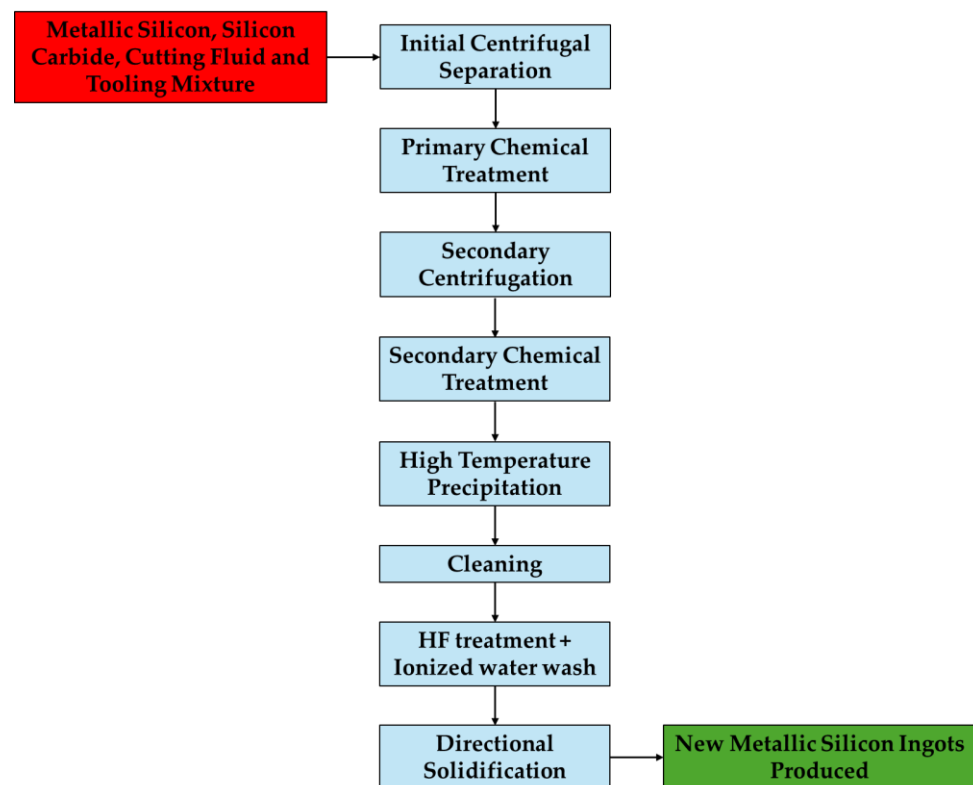 Metallic Silicon, Silicon
Carbide, Cutting Fluid and
Tooling Mixture
Initial Centrifugal
Separation
Primary Chemical
Treatment
Secondary
Centrifugation
Secondary Chemical
Treatment
High Temperature
Precipitation
Cleaning
HF treatment +
Ionized water wash
Directional
Solidification
New Metallic Silicon Ingots
Produced